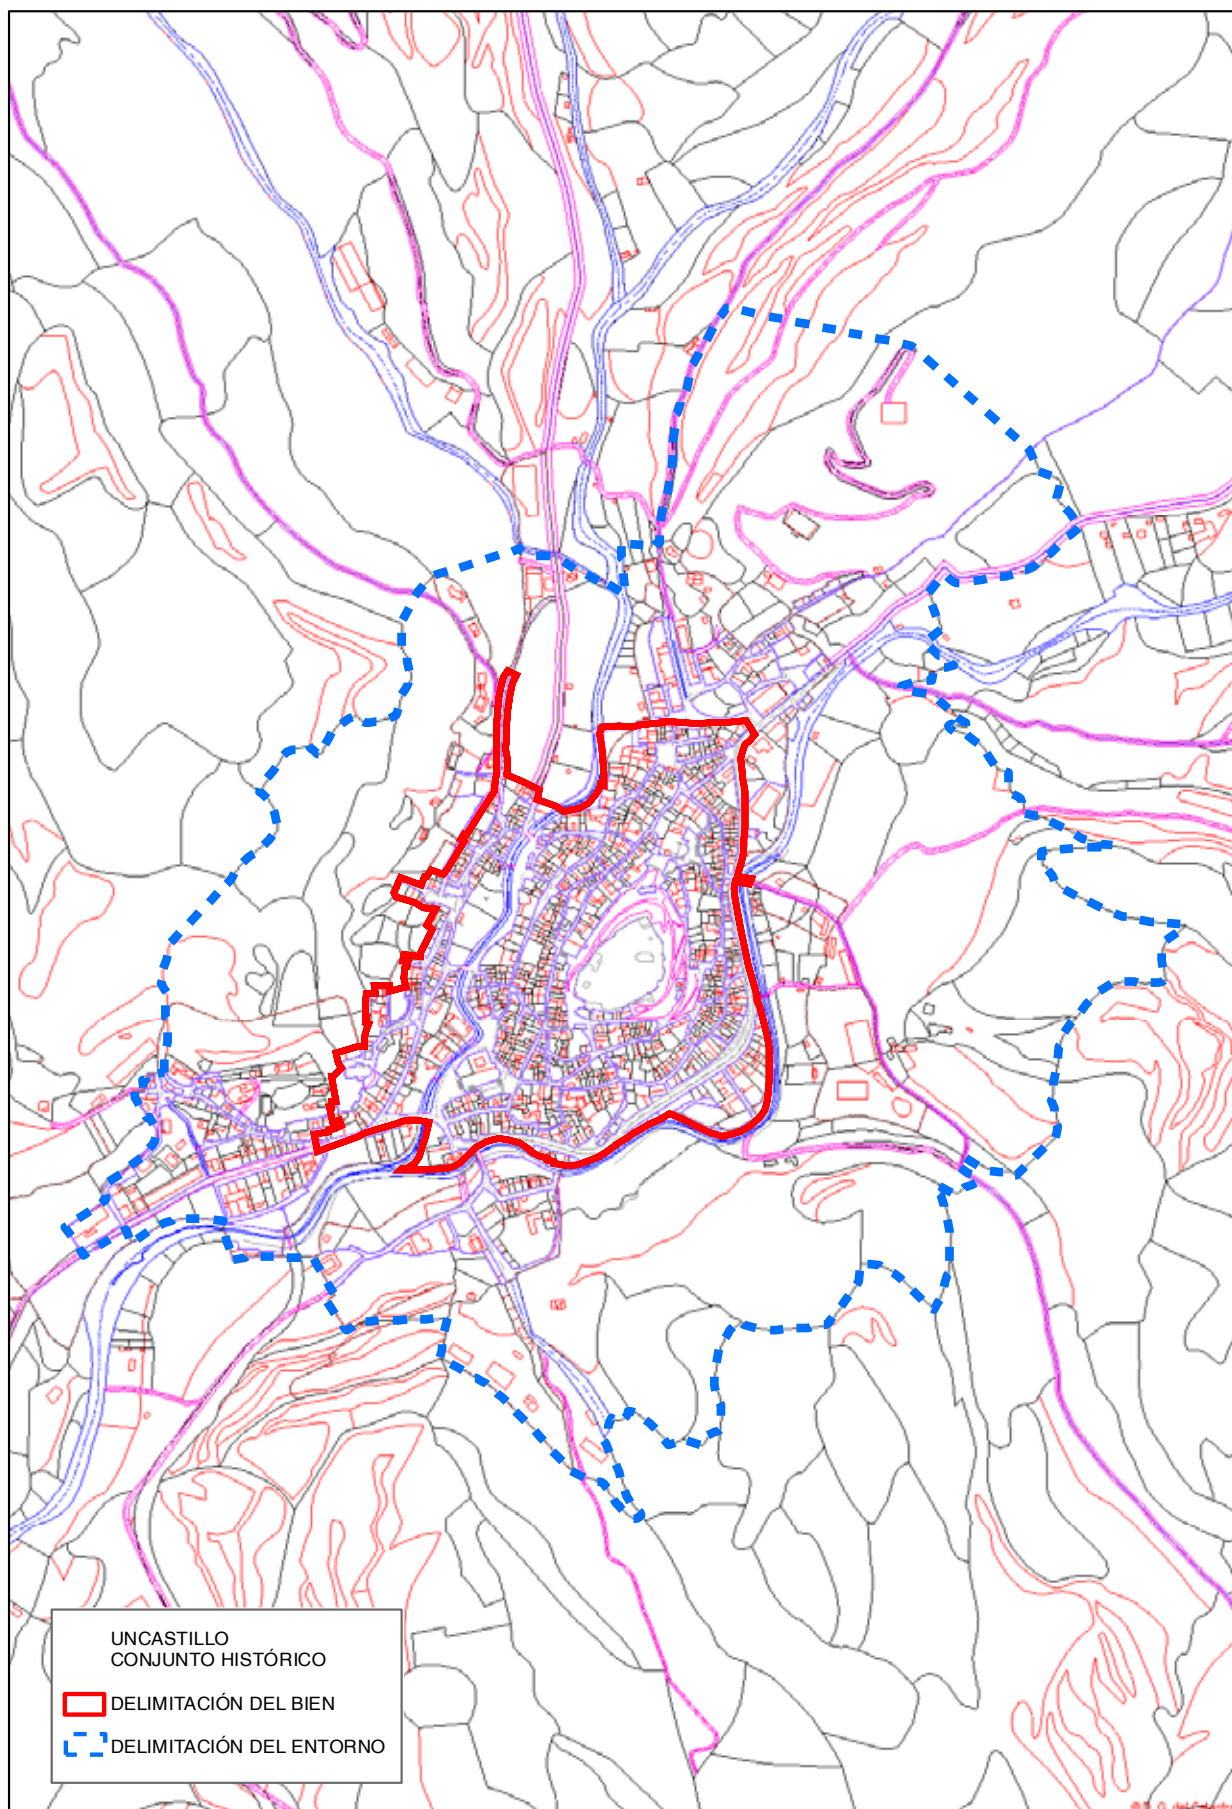 UNCASTILLO
CONJUNTO HISTÓRICO
DELIMITACIÓN DEL BIEN
DELIMITACIÓN DEL ENTORNO